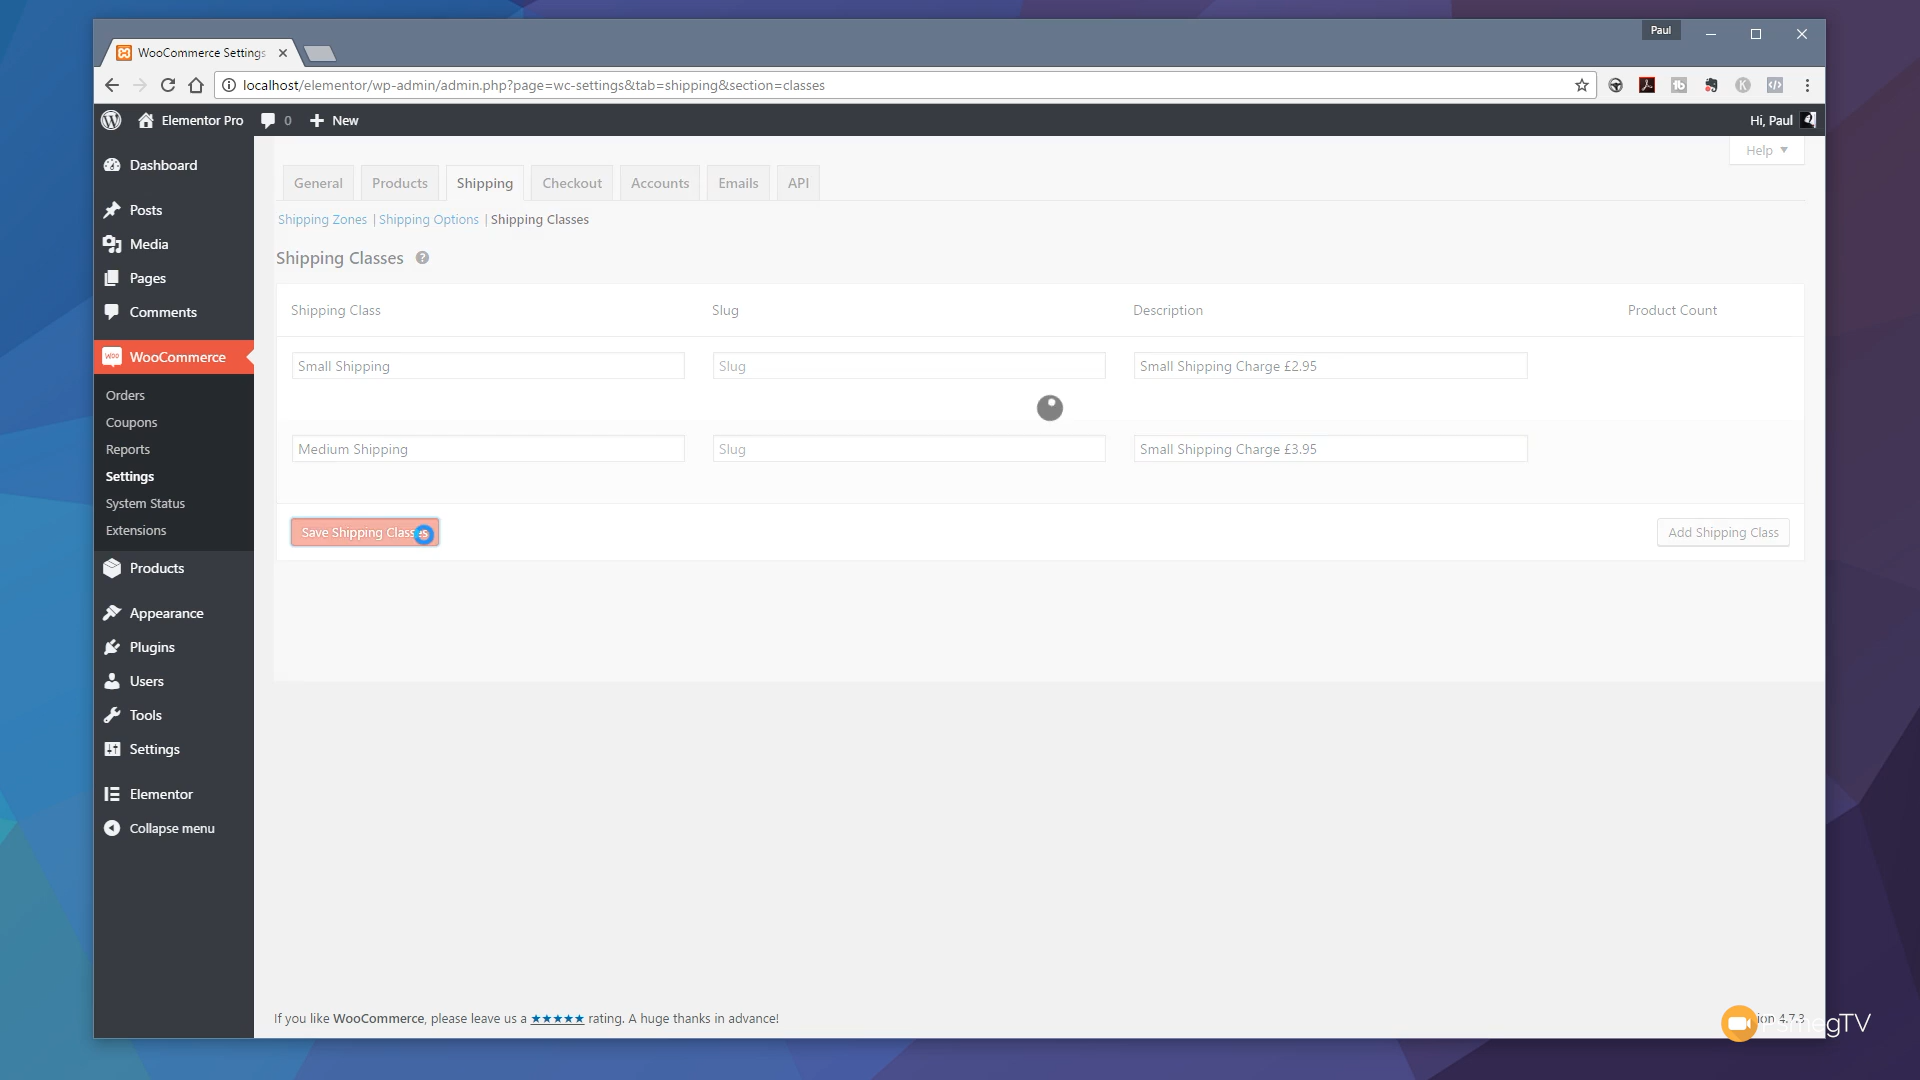 Paul
WooCommerce Settings
localhost/elementor/wp-admin/admin.php?page=wc-settings&tab=shipping&section=classes
Elementor Pro 0 New Hi, Paul
Help
Dashboard
Posts
Media
Pages
Comments
WooCommerce
Orders
Coupons
Reports
Settings
System Status
Extensions
Products
Appearance
Plugins
Users
Tools
Settings
Elementor
Collapse menu
General Products Shipping Checkout Accounts Emails API
Shipping Zones | Shipping Options | Shipping Classes
Shipping Classes ?
Shipping Class Slug Description Product Count
Small Shipping Slug Small Shipping Charge £2.95
Medium Shipping Slug Small Shipping Charge £3.95
Save Shipping Classes Add Shipping Class
If you like WooCommerce, please leave us a ★★★★★ rating. A huge thanks in advance!
4.7.3
PsmegTV